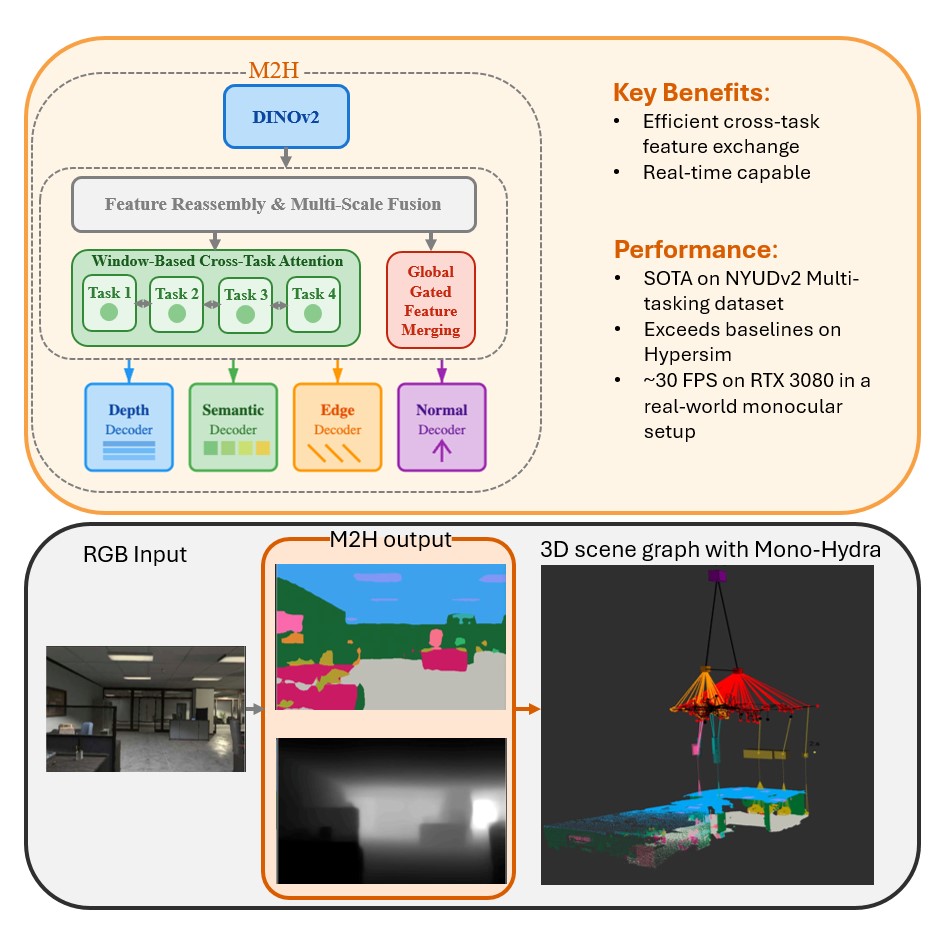 M2H
DINOv2
Feature Reassembly & Multi-Scale Fusion
Window-Based Cross-Task Attention
Task 1
Task 2
Task 3
Task 4
Global
Gated
Feature
Merging
Depth
Decoder
Semantic
Decoder
Edge
Decoder
Normal
Decoder
Key Benefits:
• Efficient cross-task
feature exchange
• Real-time capable
Performance:
• SOTA on NYUDv2 Multi-
tasking dataset
• Exceeds baselines on
Hypersim
• ~30 FPS on RTX 3080 in a
real-world monocular
setup
RGB Input
M2H output
3D scene graph with Mono-Hydra